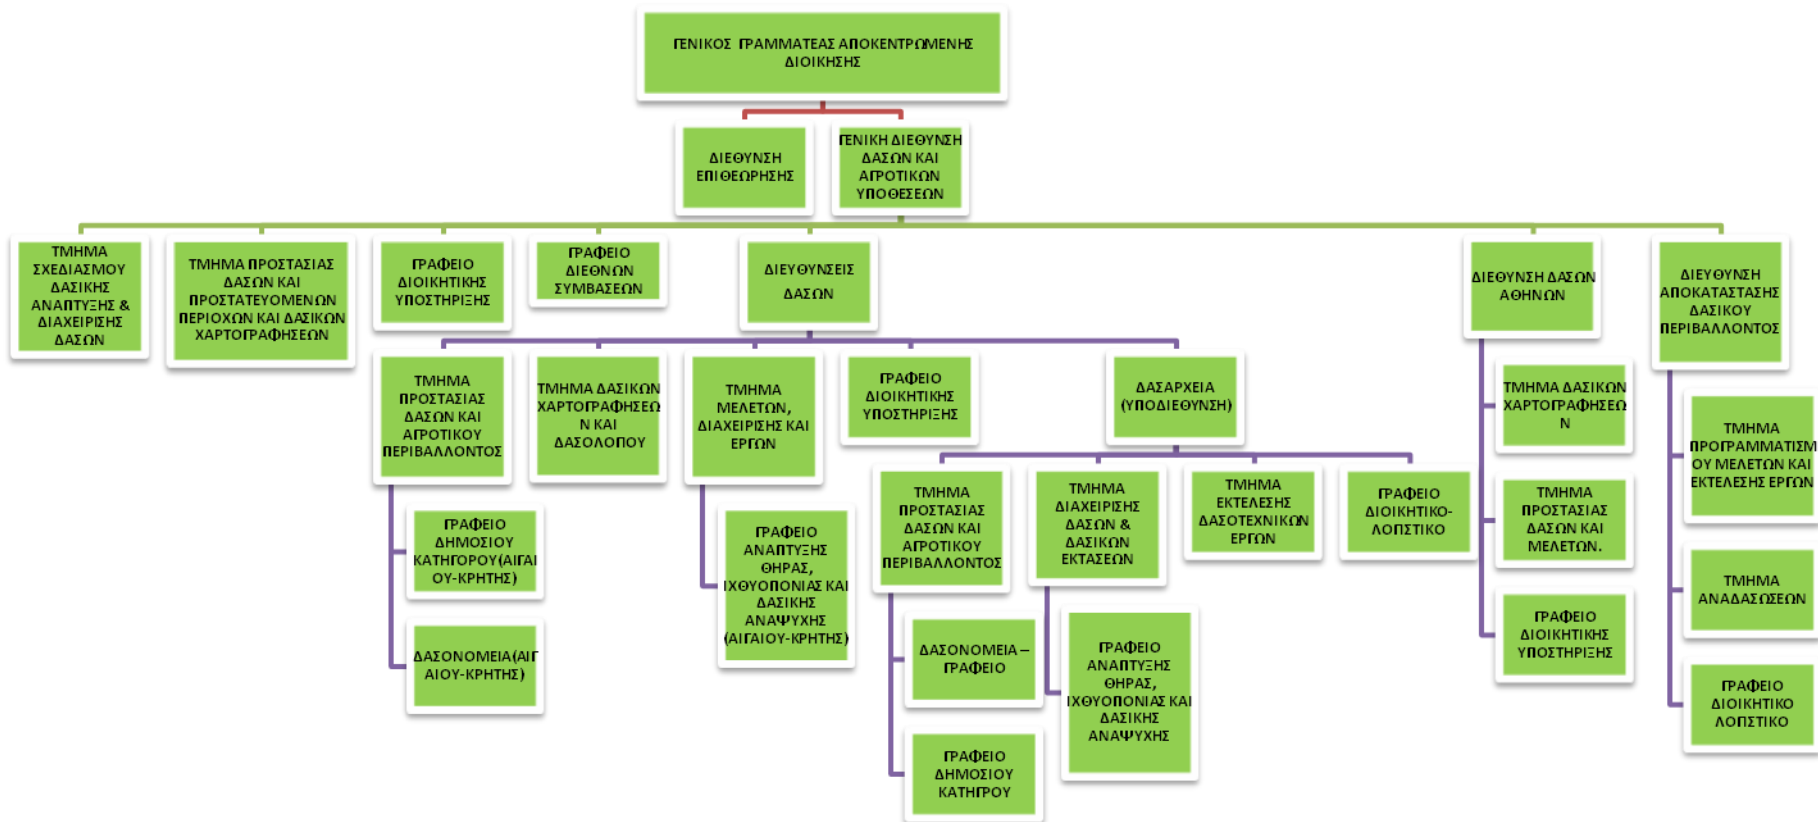 ΓΕΝΙΚΟΣ ΓΡΑΜΜΑΤΕΑΣ ΑΠΟΚΕΝΤΡΩΜΕΝΗΣ
ΔΙΟΙΚΗΣΗΣ
ΔΙΕΘΥΝΣΗ
ΕΠΙΘΕΩΡΗΣΗΣ
ΓΕΝΙΚΗ ΔΙΕΘΥΝΣΗ
ΔΑΣΩΝ ΚΑΙ
ΑΓΡΟΤΙΚΩΝ
ΥΠΟΘΕΣΕΩΝ
ΤΜΗΜΑ
ΣΧΕΔΙΑΣΜΟΥ
ΔΑΣΙΚΗΣ
ΑΝΑΠΤΥΞΗΣ &
ΔΙΑΧΕΙΡΙΣΗΣ
ΔΑΣΩΝ
ΤΜΗΜΑ ΠΡΟΣΤΑΣΙΑΣ
ΔΑΣΩΝ ΚΑΙ
ΠΡΟΣΤΑΤΕΥΟΜΕΝΩΝ
ΠΕΡΙΟΧΩΝ ΚΑΙ ΔΑΣΙΚΩΝ
ΧΑΡΤΟΓΡΑΦΗΣΕΩΝ
ΓΡΑΦΕΙΟ
ΔΙΟΙΚΗΤΙΚΗΣ
ΥΠΟΣΤΗΡΙΞΗΣ
ΓΡΑΦΕΙΟ
ΔΙΕΘΝΩΝ
ΣΥΜΒΑΣΕΩΝ
ΔΙΕΥΘΥΝΣΕΙΣ
ΔΑΣΩΝ
ΔΙΕΘΥΝΣΗ ΔΑΣΩΝ
ΑΘΗΝΩΝ
ΔΙΕΥΘΥΝΣΗ
ΑΠΟΚΑΤΑΣΤΑΣΗΣ
ΔΑΣΙΚΟΥ
ΠΕΡΙΒΑΛΛΟΝΤΟΣ
ΤΜΗΜΑ
ΠΡΟΣΤΑΣΙΑΣ
ΔΑΣΩΝ ΚΑΙ
ΑΓΡΟΤΙΚΟΥ
ΠΕΡΙΒΑΛΛΟΝΤΟΣ
ΤΜΗΜΑ ΔΑΣΙΚΩΝ
ΧΑΡΤΟΓΡΑΦΗΣΕΩ
Ν ΚΑΙ
ΔΑΣΟΛΟΓΙΟΥ
ΤΜΗΜΑ
ΜΕΛΕΤΩΝ,
ΔΙΑΧΕΙΡΙΣΗΣ ΚΑΙ
ΕΡΓΩΝ
ΓΡΑΦΕΙΟ
ΔΙΟΙΚΗΤΙΚΗΣ
ΥΠΟΣΤΗΡΙΞΗΣ
ΔΑΣΑΡΧΕΙΑ
(ΥΠΟΔΙΕΘΥΝΣΗ)
ΓΡΑΦΕΙΟ
ΔΗΜΟΣΙΟΥ
ΚΑΤΗΓΟΡΟΥ(ΑΙΓΑΙ
ΟΥ-ΚΡΗΤΗΣ)
ΔΑΣΟΝΟΜΕΙΑ(ΑΙΓ
ΑΙΟΥ-ΚΡΗΤΗΣ)
ΓΡΑΦΕΙΟ
ΑΝΑΠΤΥΞΗΣ
ΘΗΡΑΣ,
ΙΧΘΥΟΠΟΝΙΑΣ ΚΑΙ
ΔΑΣΙΚΗΣ
ΑΝΑΨΥΧΗΣ
(ΑΙΓΑΙΟΥ-ΚΡΗΤΗΣ)
ΤΜΗΜΑ
ΠΡΟΣΤΑΣΙΑΣ
ΔΑΣΩΝ ΚΑΙ
ΑΓΡΟΤΙΚΟΥ
ΠΕΡΙΒΑΛΛΟΝΤΟΣ
ΤΜΗΜΑ
ΔΙΑΧΕΙΡΙΣΗΣ
ΔΑΣΩΝ &
ΔΑΣΙΚΩΝ
ΕΚΤΑΣΕΩΝ
ΤΜΗΜΑ
ΕΚΤΕΛΕΣΗΣ
ΔΑΣΟΤΕΧΝΙΚΩΝ
ΕΡΓΩΝ
ΓΡΑΦΕΙΟ
ΔΙΟΙΚΗΤΙΚΟ-
ΛΟΓΙΣΤΙΚΟ
ΔΑΣΟΝΟΜΕΙΑ –
ΓΡΑΦΕΙΟ
ΓΡΑΦΕΙΟ
ΔΗΜΟΣΙΟΥ
ΚΑΤΗΓΡΟΥ
ΓΡΑΦΕΙΟ
ΑΝΑΠΤΥΞΗΣ
ΘΗΡΑΣ,
ΙΧΘΥΟΠΟΝΙΑΣ ΚΑΙ
ΔΑΣΙΚΗΣ
ΑΝΑΨΥΧΗΣ
ΤΜΗΜΑ ΔΑΣΙΚΩΝ
ΧΑΡΤΟΓΡΑΦΗΣΕΩ
Ν
ΤΜΗΜΑ
ΠΡΟΣΤΑΣΙΑΣ
ΔΑΣΩΝ ΚΑΙ
ΜΕΛΕΤΩΝ.
ΓΡΑΦΕΙΟ
ΔΙΟΙΚΗΤΙΚΗΣ
ΥΠΟΣΤΗΡΙΞΗΣ
ΤΜΗΜΑ
ΠΡΟΓΡΑΜΜΑΤΙΣΜ
ΟΥ ΜΕΛΕΤΩΝ ΚΑΙ
ΕΚΤΕΛΕΣΗΣ ΕΡΓΩΝ
ΤΜΗΜΑ
ΑΝΑΔΑΣΩΣΕΩΝ
ΓΡΑΦΕΙΟ
ΔΙΟΙΚΗΤΙΚΟ
ΛΟΓΙΣΤΙΚΟ